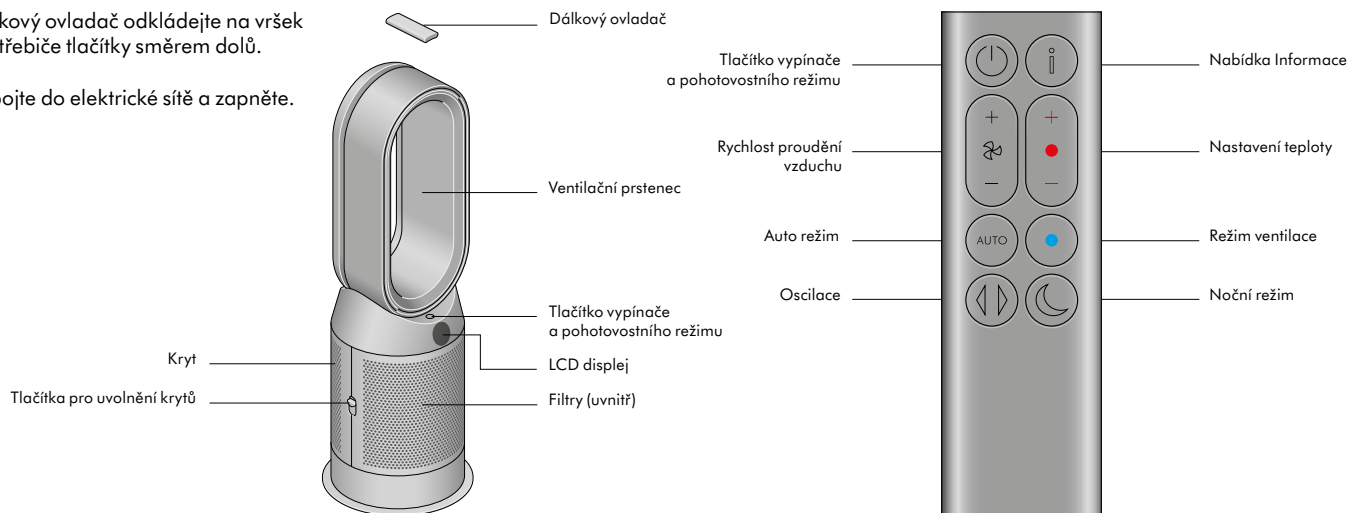 kový ovladač odkládejte na vršek
třebiče tlačítky směrem dolů.
ojte do elektrické sítě a zapněte.
Dálkový ovladač
Ventilační prstenec
Tlačítko vypínače
a pohotovostního režimu
LCD displej
Filtry (uvnitř)
Kryt
Tlačítka pro uvolnění krytů
Tlačítko vypínače
a pohotovostního režimu
Rychlost proudění
vzduchu
Auto režim
Oscilace
AUTO
Nabídka Informace
Nastavení teploty
Režim ventilace
Noční režim